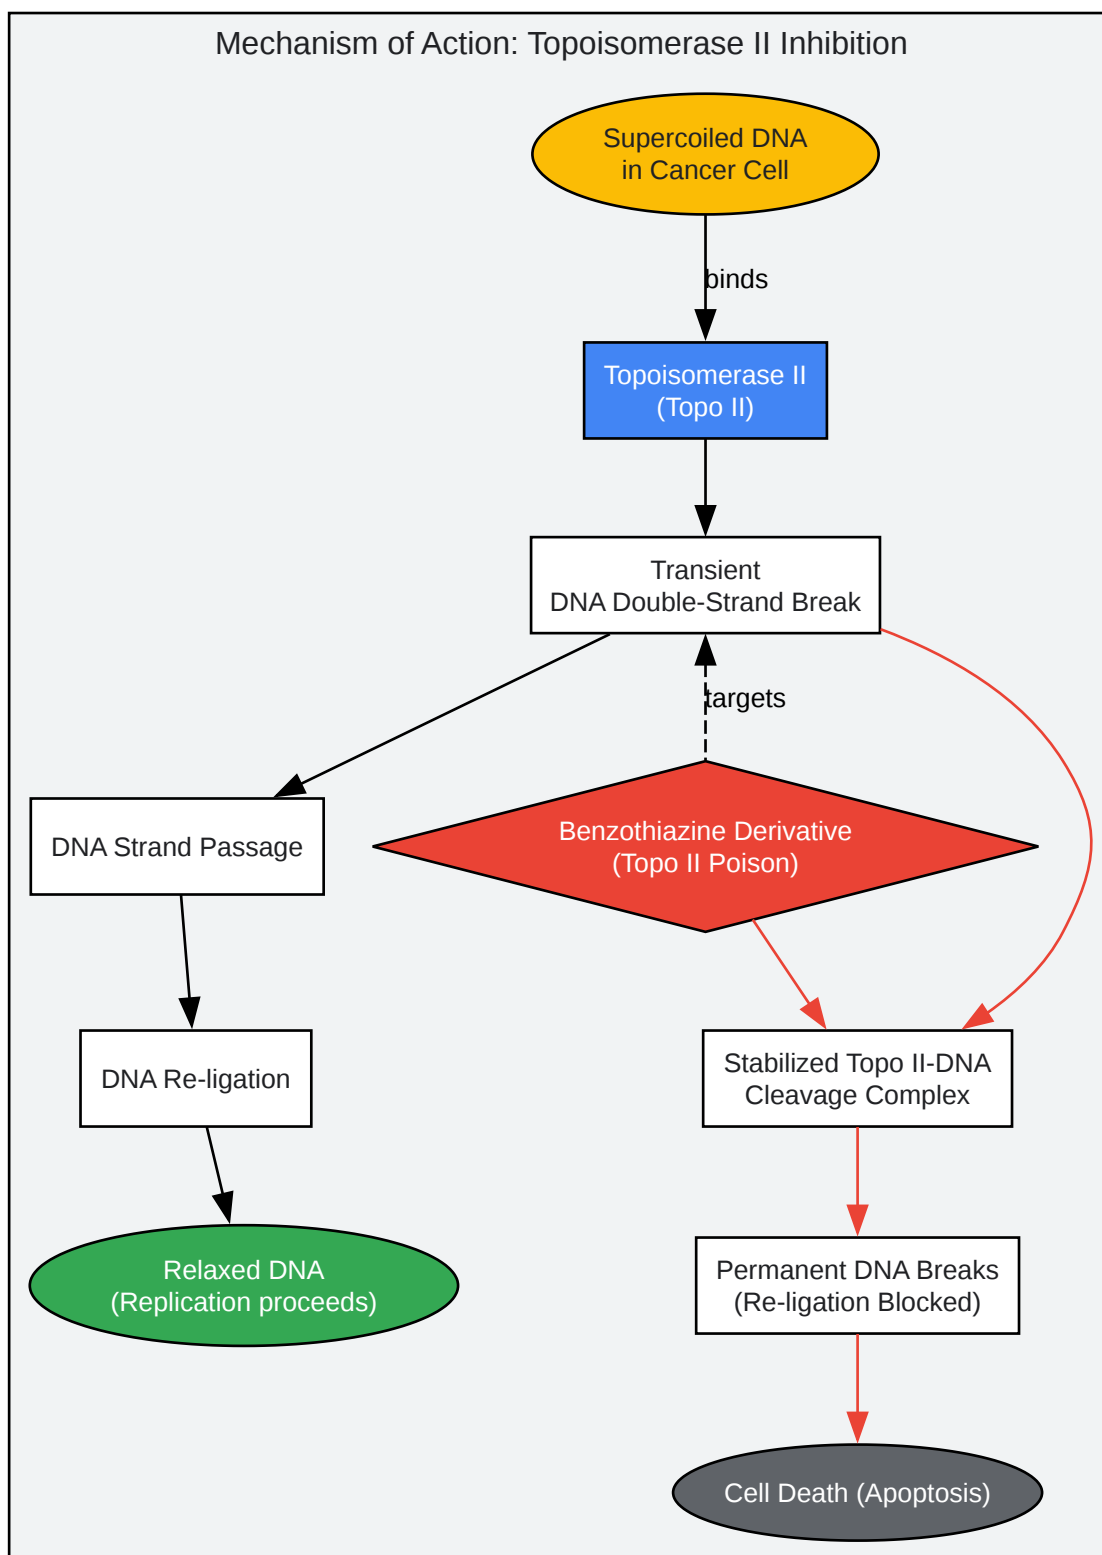 Mechanism of Action: Topoisomerase II Inhibition
Supercoiled DNA
in Cancer Cell
binds
Topoisomerase II
(Topo II)
Transient
DNA Double-Strand Break
targets
DNA Strand Passage
Benzothiazine Derivative
(Topo II Poison)
DNA Re-ligation
Stabilized Topo II-DNA
Cleavage Complex
Relaxed DNA
(Replication proceeds)
Permanent DNA Breaks
(Re-ligation Blocked)
Cell Death (Apoptosis)